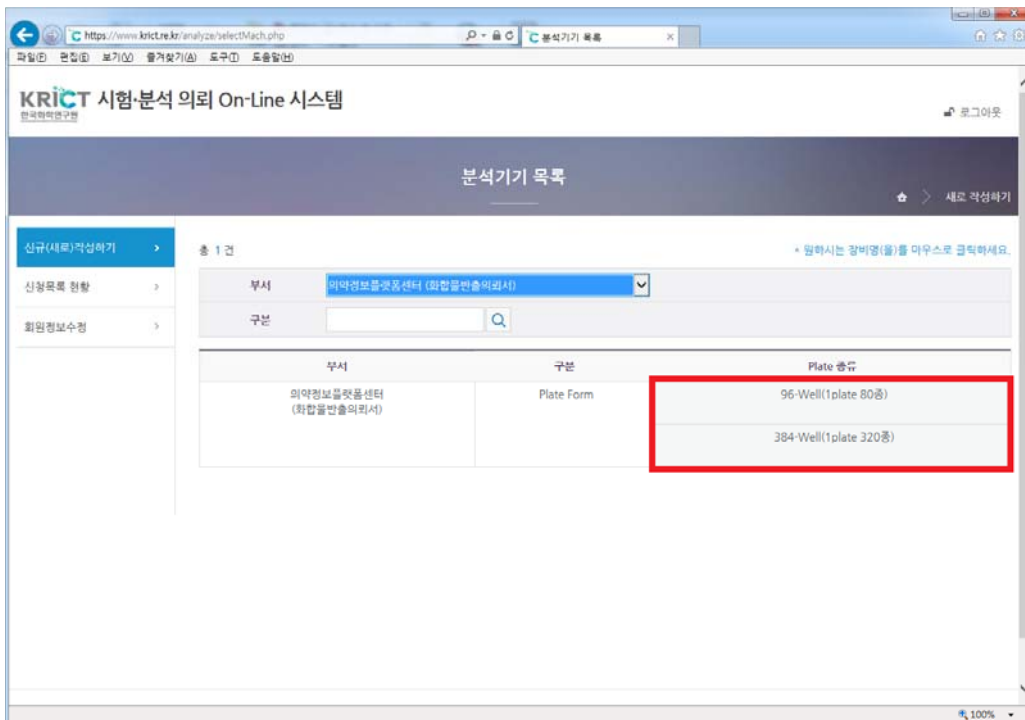 https://www.krict.re.kr/analyze/selectMach.php
분석기기 목록
파일(F) 편집(E) 보기(V) 즐겨찾기(A) 도구(T) 도움말(H)
KRICT 시험·분석 의뢰 On-Line 시스템
한국화학연구원
로그아웃
분석기기 목록
새로 작성하기
신규(새로)작성하기
신청목록 현황
회원정보수정
총 1 건
* 원하시는 장비명(을)를 마우스로 클릭하세요.
부서 의약정보플랫폼센터 (화합물반출의뢰서)
구분
부서 구분 Plate 종류
의약정보플랫폼센터 Plate Form 96-Well(1plate 80종)
(화합물반출의뢰서)
384-Well(1plate 320종)
100%